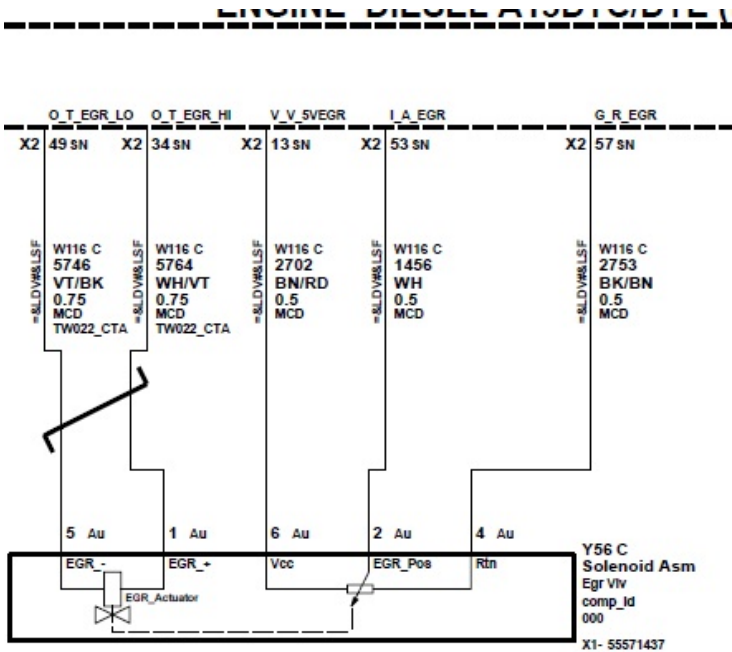 O_T_EGR_LO O_T_EGR_HI V_V_5VEGR I_A_EGR G_R_EGR
X2 49 SN X2 34 SN X2 13 SN X2 53 SN X2 57 SN
=&LDV#&LSF =&LDV#&LSF =&LDV#&LSF =&LDV#&LSF =&LDV#&LSF
W116 C W116 C W116 C W116 C W116 C
5746 5764 2702 1456 2753
VT/BK WH/VT BN/RD WH BK/BN
0.75 0.75 0.5 0.5 0.5
MCD MCD MCD MCD MCD
TW022_CTA TW022_CTA
5 Au 1 Au 6 Au 2 Au 4 Au
EGR_- EGR_+ Vcc EGR_Pos Rtn
EGR_Actuator
Y56 C
Solenoid Asm
Egr Vlv
comp_id
000
X1- 55571437